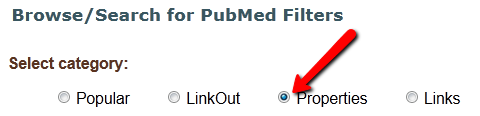 Browse/Search for PubMed Filters
Select category:
Popular LinkOut Properties Links